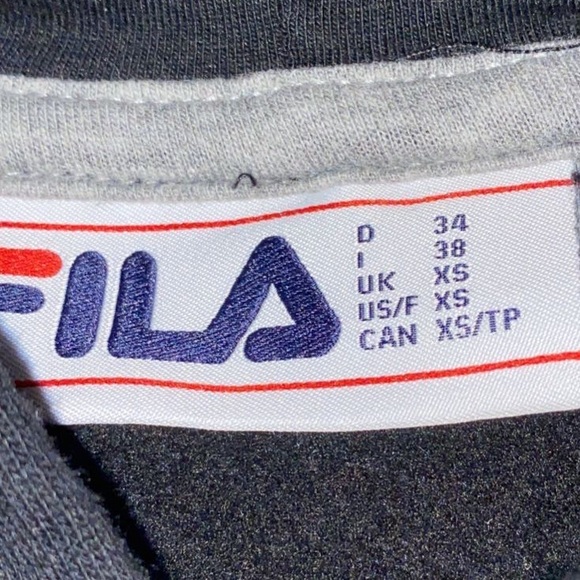 FILA
D 34
I 38
UK XS
US/F XS
CAN XS/TP